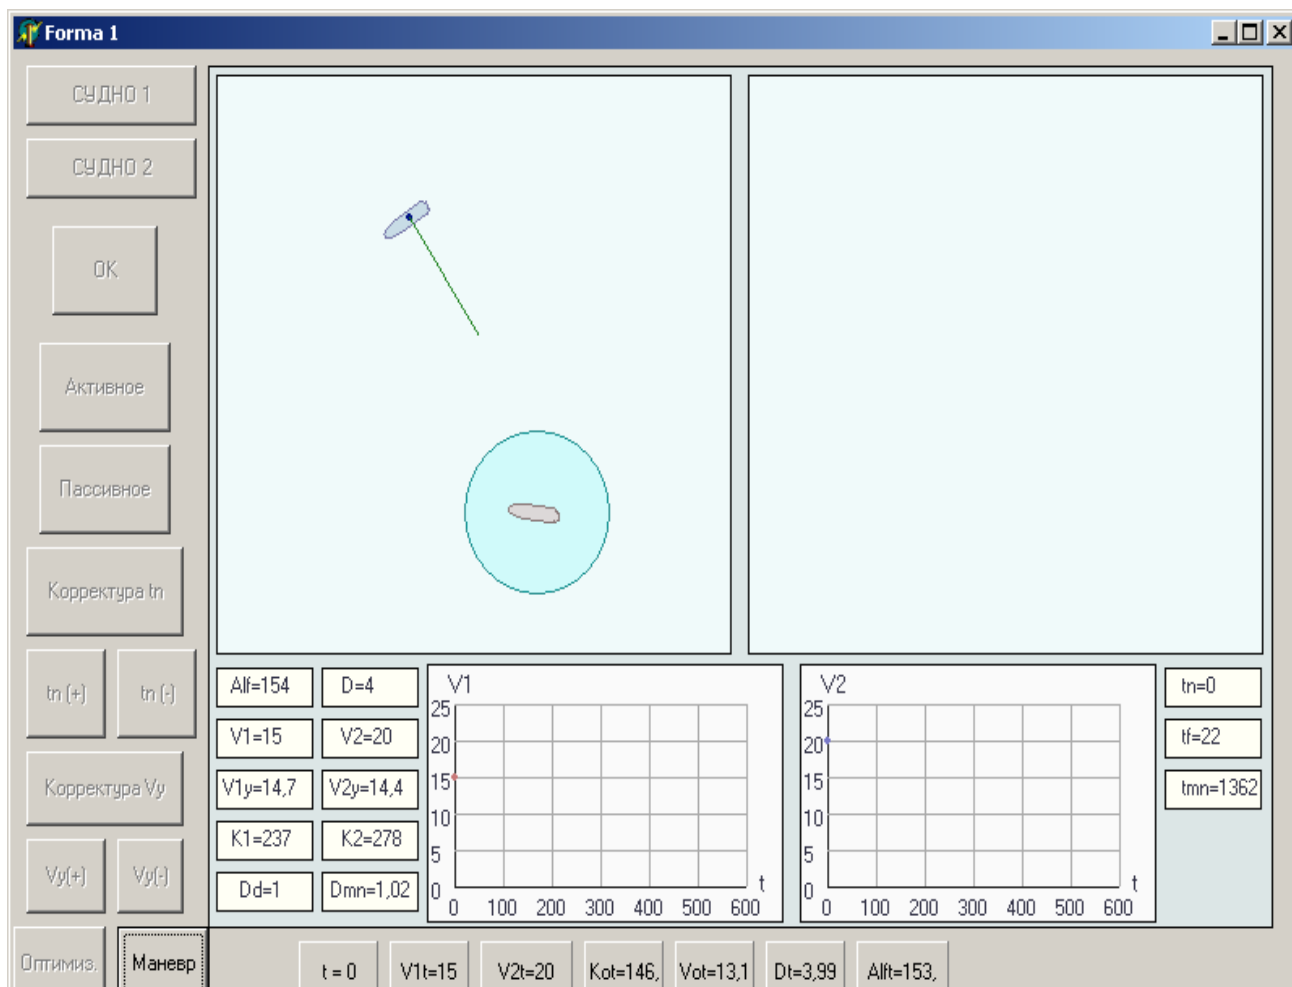 Forma 1
СУДНО 1
СУДНО 2
ОК
Активное
Пассивное
Корректура tn
tn (+) tn (-)
Корректура Vy
Vy(+) Vy(-)
Оптимиз. Маневр
Alf=154 D=4
V1=15 V2=20
V1y=14,7 V2y=14,4
K1=237 K2=278
Dd=1 Dmn=1,02
V1
25
20
15
10
5
0
0 100 200 300 400 500 600
t
V2
25
20
15
10
5
0
0 100 200 300 400 500 600
t
tn=0
tf=22
tmn=1362
t = 0 V1t=15 V2t=20 Kot=146, Vot=13,1 Dt=3,99 Alft=153,